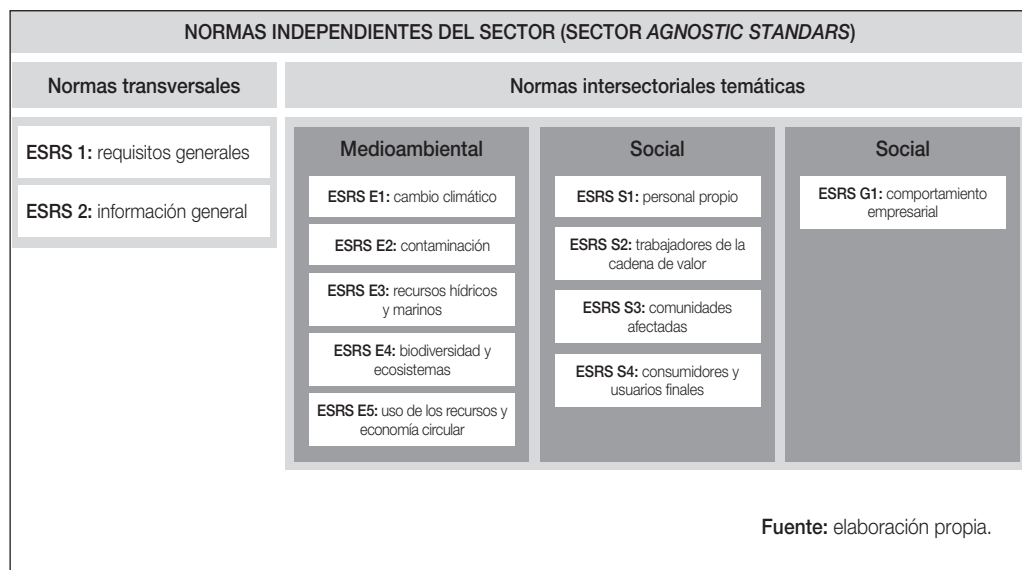 NORMAS INDEPENDIENTES DEL SECTOR (SECTOR AGNOSTIC STANDARS)
Normas transversales
ESRS 1: requisitos generales
ESRS 2: información general
Normas intersectoriales temáticas
Medioambiental
ESRS E1: cambio climático
ESRS E2: contaminación
ESRS E3: recursos hídricos
y marinos
ESRS E4: biodiversidad y
ecosistemas
ESRS E5: uso de los recursos y
economía circular
Social
ESRS S1: personal propio
ESRS S2: trabajadores de la
cadena de valor
ESRS S3: comunidades
afectadas
ESRS S4: consumidores y
usuarios finales
Social
ESRS G1: comportamiento
empresarial
Fuente: elaboración propia.